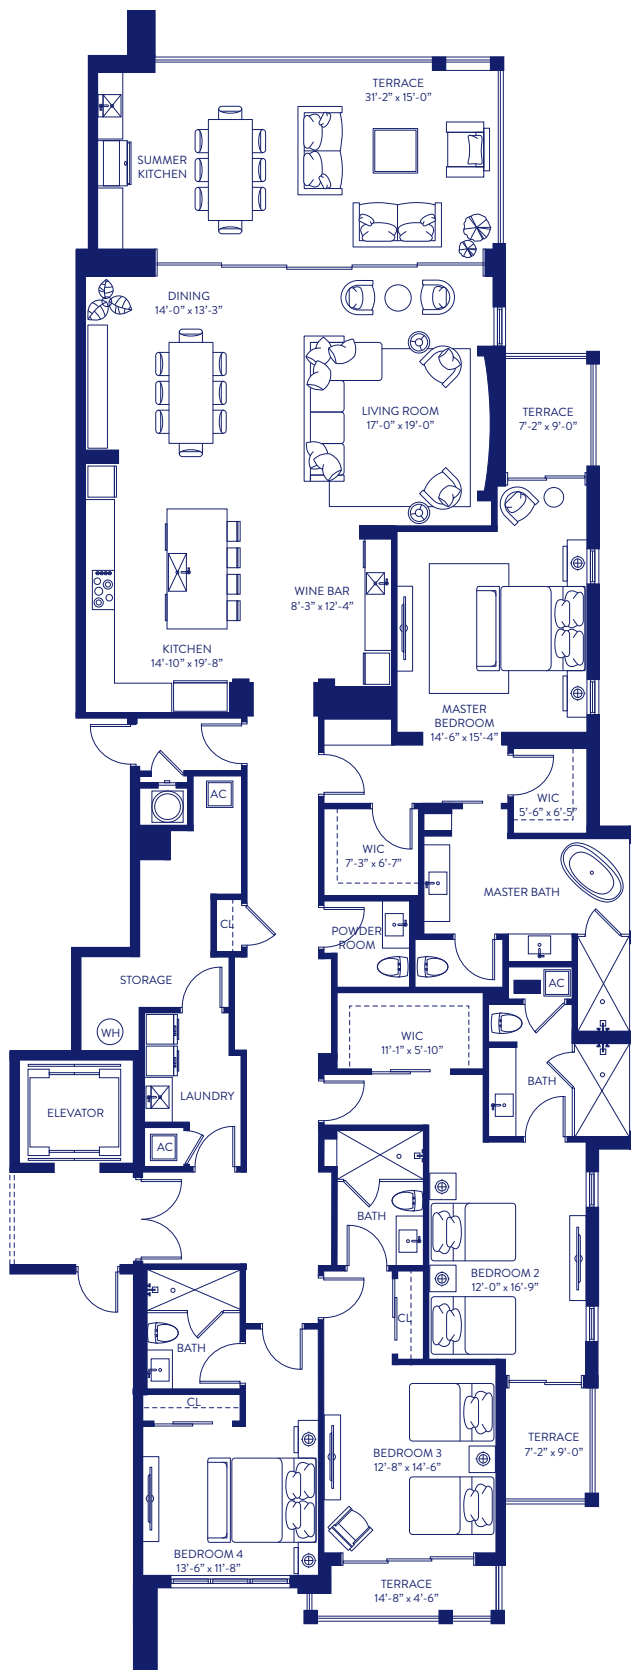 TERRACE
31'-2" x 15'-0"
SUMMER
KITCHEN
DINING
14'-0" x 13'-3"
LIVING ROOM
17'-0" x 19'-0"
TERRACE
7'-2" x 9'-0"
WINE BAR
8'-3" x 12'-4"
KITCHEN
14'-10" x 19'-8"
MASTER
BEDROOM
14'-6" x 15'-4"
AC
WIC
5'-6" x 6'-5"
WIC
7'-3" x 6'-7"
MASTER BATH
CL
POWDER
ROOM
STORAGE
AC
WH
WIC
11'-1" x 5'-10"
LAUNDRY
BATH
ELEVATOR
AC
BATH
BEDROOM 2
12'-0" x 16'-9"
CL
BATH
CL
TERRACE
7'-2" x 9'-0"
BEDROOM 3
12'-8" x 14'-6"
BEDROOM 4
13'-6" x 11'-8"
TERRACE
14'-8" x 4'-6"